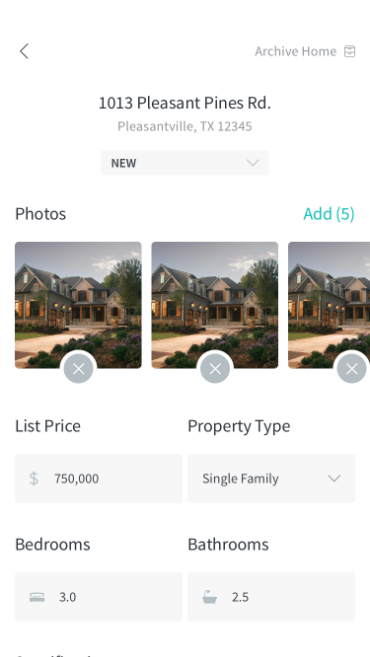 Archive Home
1013 Pleasant Pines Rd.
Pleasantville, TX 12345
NEW
Photos
Add (5)
List Price
Property Type
$ 750,000
Single Family
Bedrooms
Bathrooms
3.0
2.5